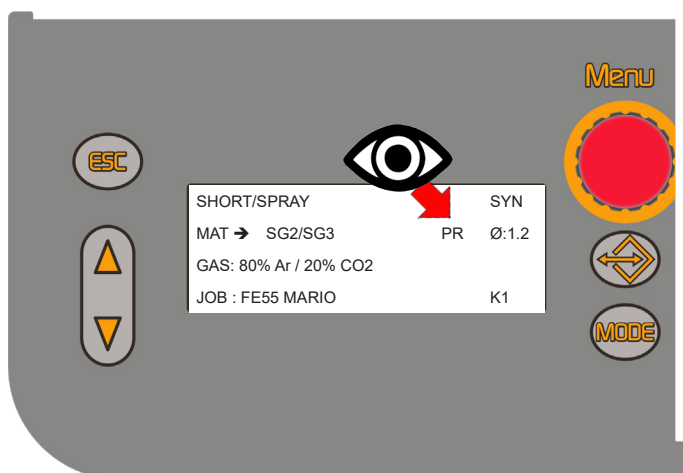 Menu
ESC
SHORT/SPRAY SYN
MAT ➔ SG2/SG3 PR Ø:1.2
GAS: 80% Ar / 20% CO2
JOB : FE55 MARIO K1
MODE